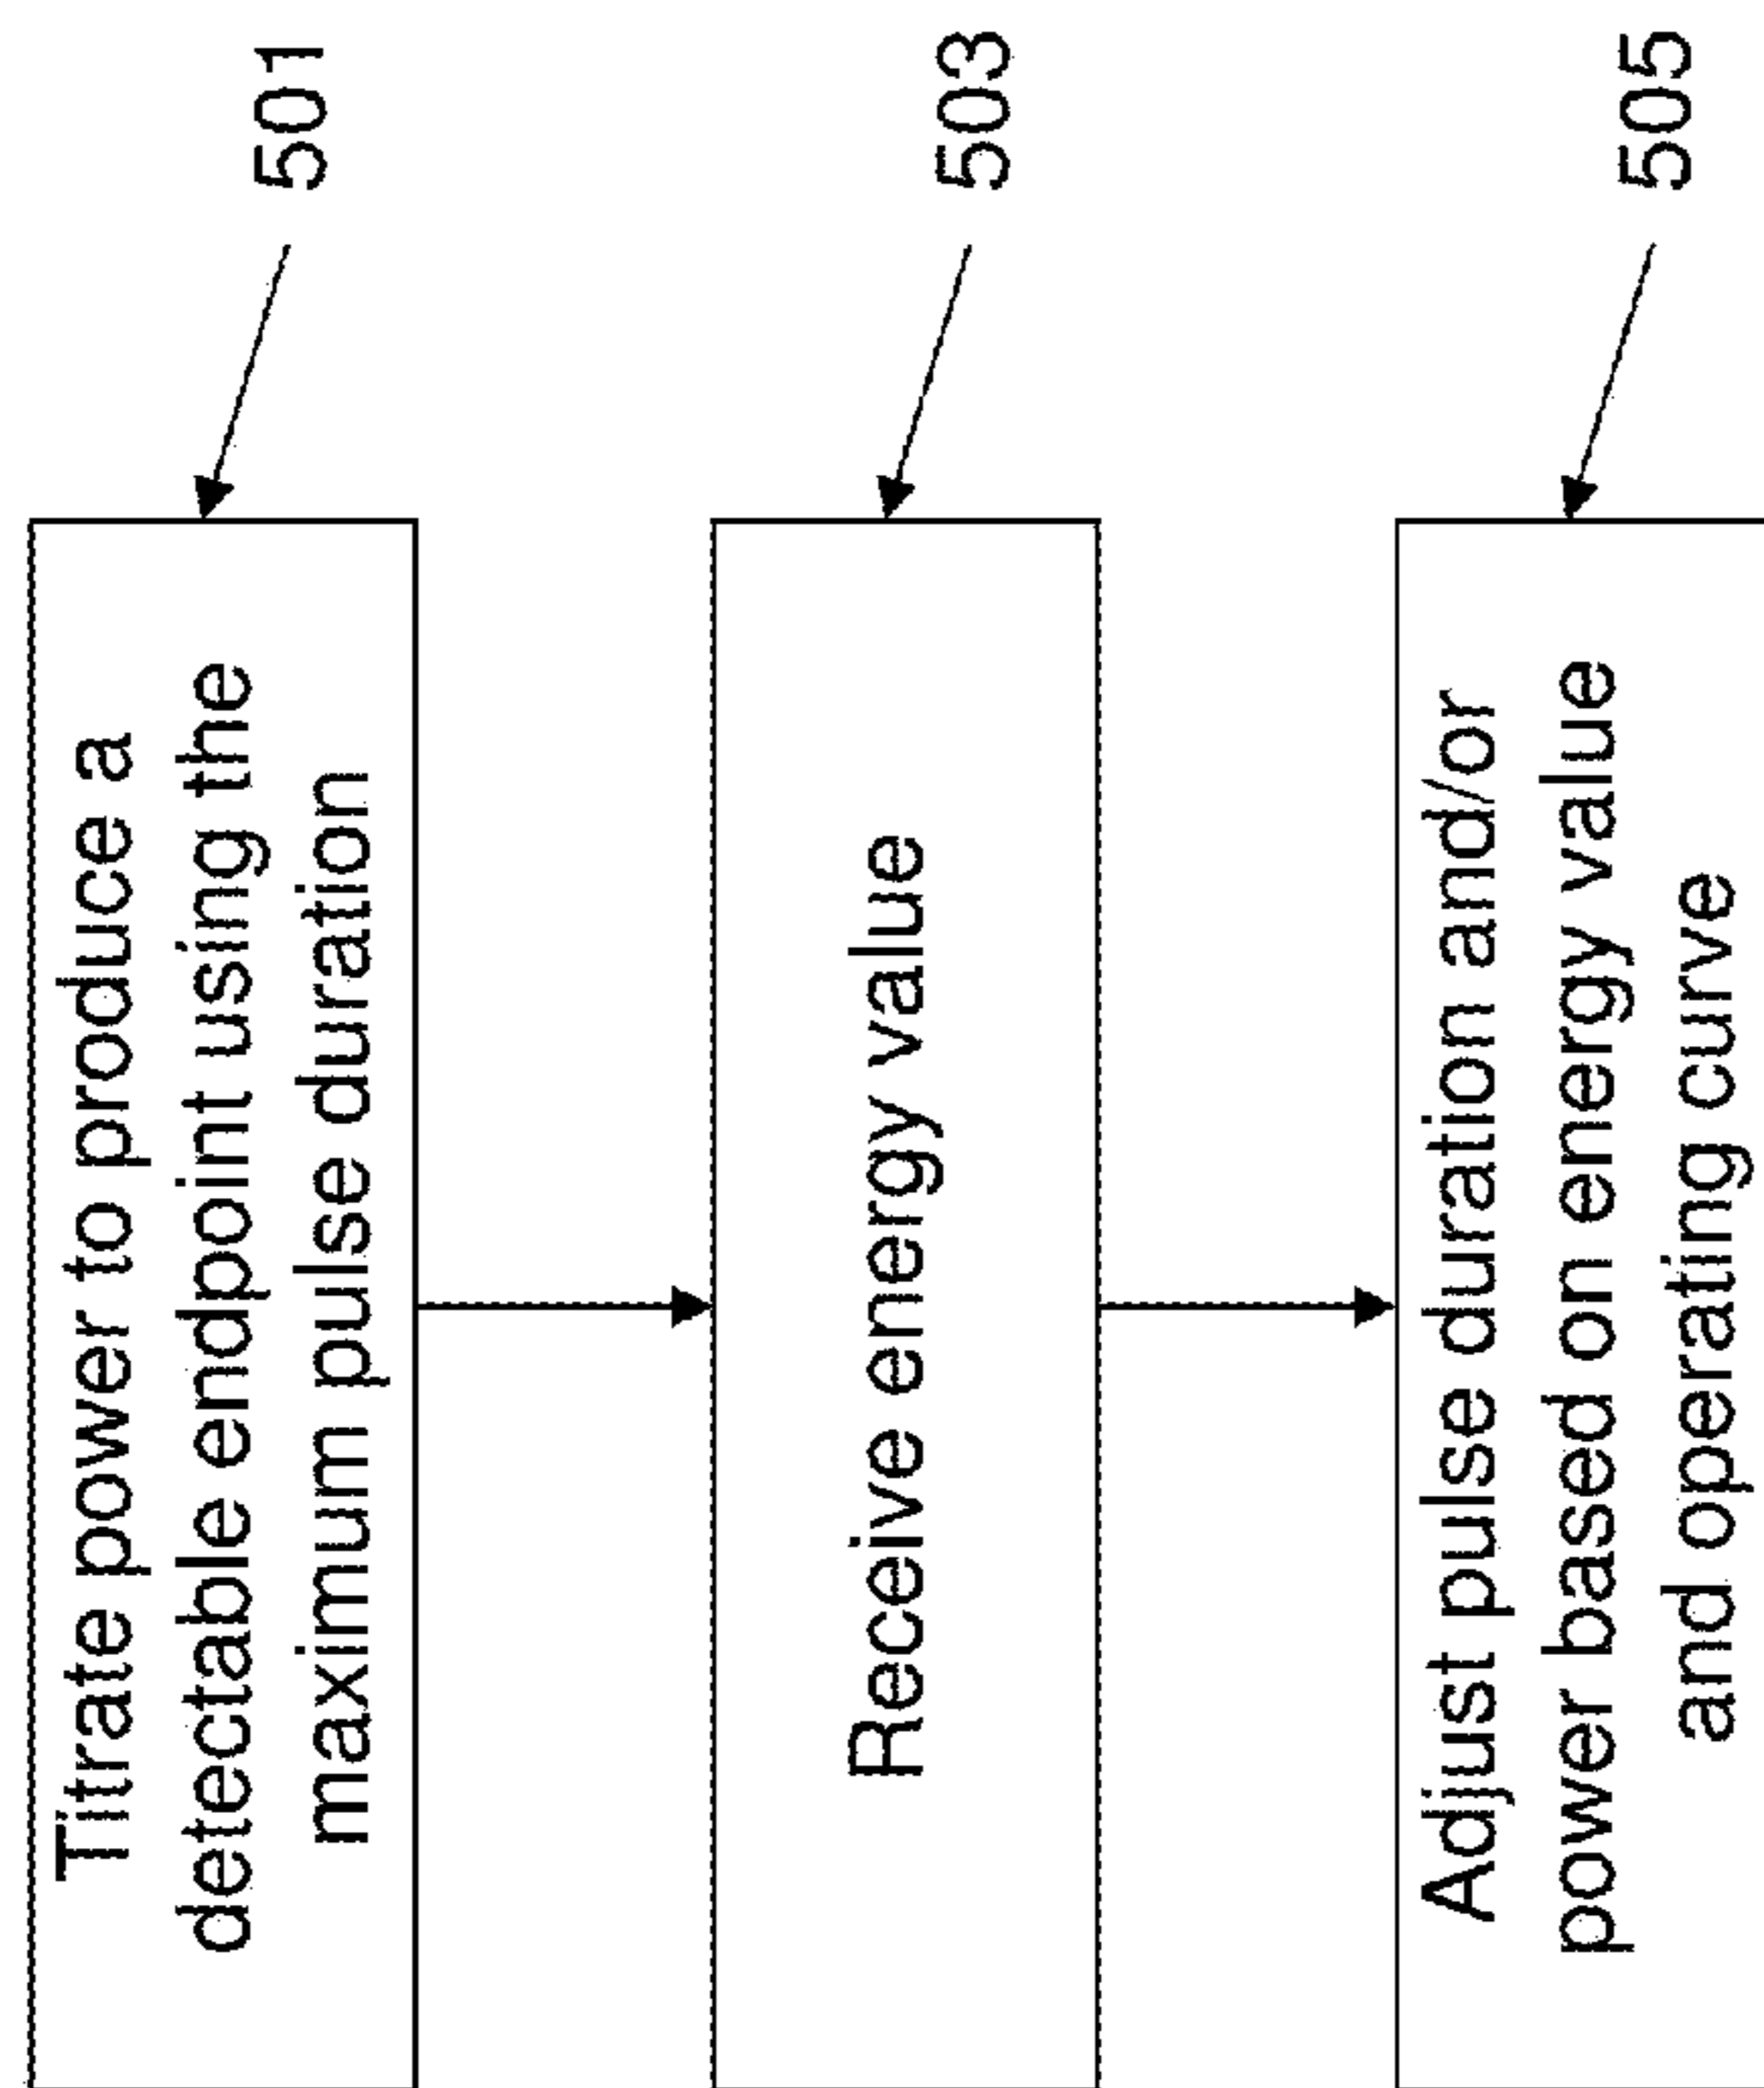 Titrate power to produce a
detectable endpoint using the
maximum pulse duration
501
Receive energy value
503
Adjust pulse duration and/or
power based on energy value
and operating curve
505